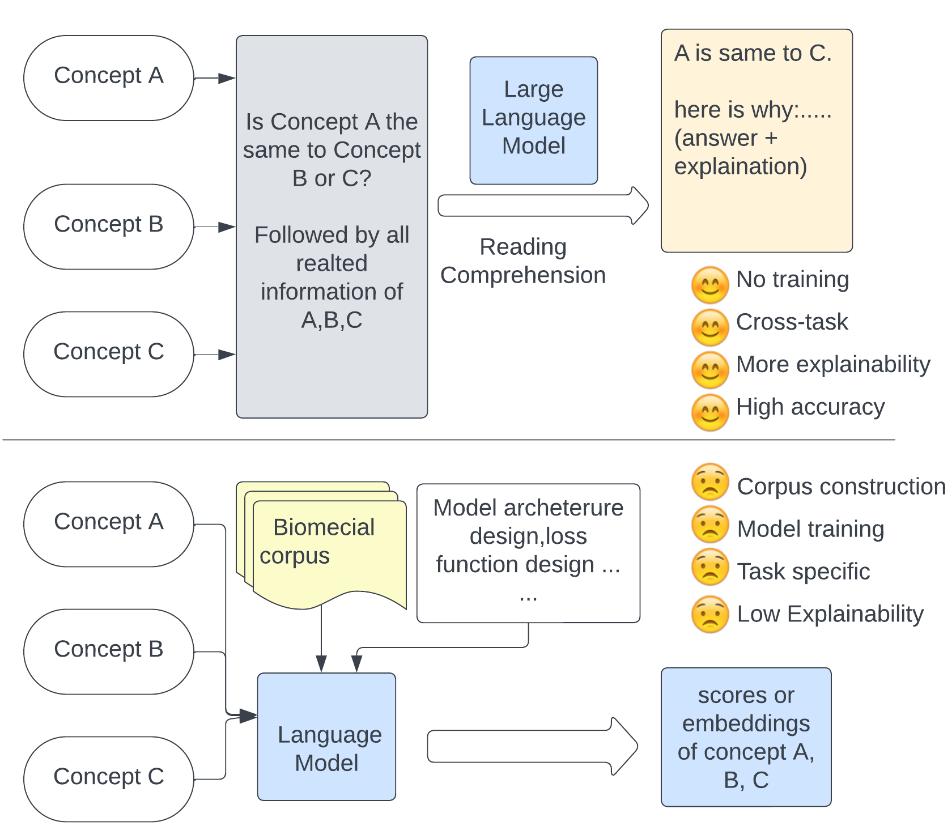 Concept A
Concept B
Concept C
Is Concept A the
same to Concept
B or C?
Followed by all
realted
information of
A,B,C
Large
Language
Model
Reading
Comprehension
A is same to C.
here is why:.....
(answer +
explaination)
No training
Cross-task
More explainability
High accuracy
Concept A
Concept B
Concept C
Biomecial
corpus
Model archeterure
design,loss
function design ...
...
Language
Model
Corpus construction
Model training
Task specific
Low Explainability
scores or
embeddings
of concept A,
B, C